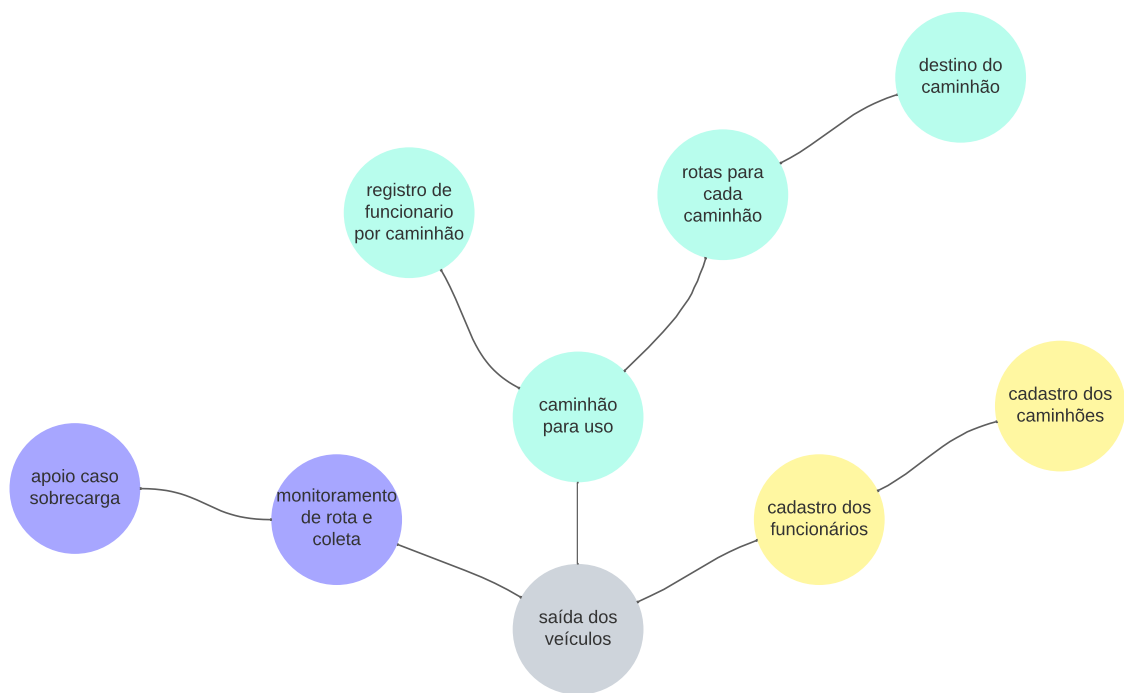 destino do
caminhão
rotas para
cada
caminhão
registro de
funcionario
por caminhão
caminhão
para uso
cadastro dos
caminhões
apoio caso
sobrecarga
monitoramento
de rota e
coleta
cadastro dos
funcionários
saída dos
veículos